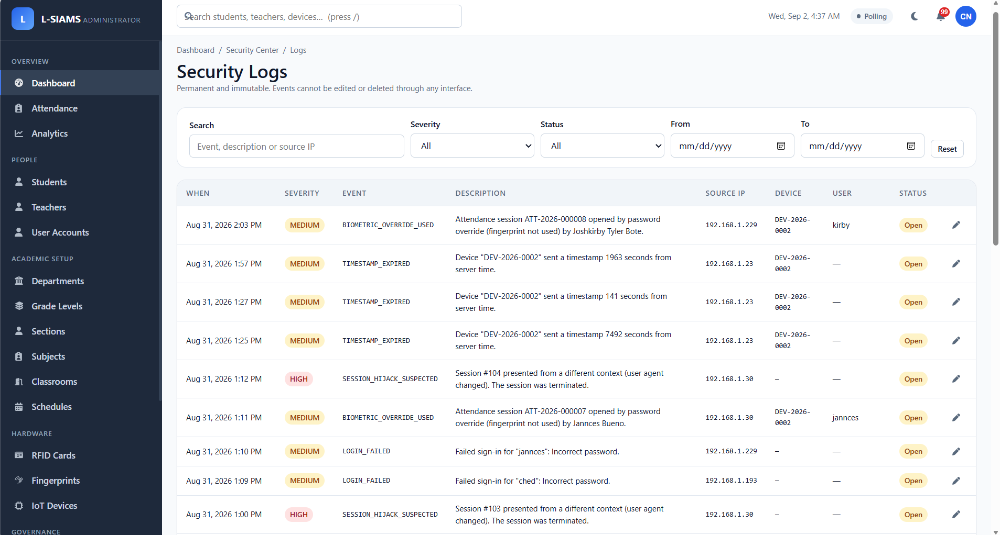 L
L-SIAMS ADMINISTRATOR
Search students, teachers, devices... (press /)
Wed, Sep 2, 4:37 AM
Polling
99
CN
OVERVIEW
Dashboard
Attendance
Analytics
PEOPLE
Students
Teachers
User Accounts
ACADEMIC SETUP
Departments
Grade Levels
Sections
Subjects
Classrooms
Schedules
HARDWARE
RFID Cards
Fingerprints
IoT Devices
GOVERNANCE
Dashboard / Security Center / Logs
Security Logs
Permanent and immutable. Events cannot be edited or deleted through any interface.
Search
Event, description or source IP
Severity
All
Status
All
From
mm/dd/yyyy
To
mm/dd/yyyy
Reset
WHEN SEVERITY EVENT DESCRIPTION SOURCE IP DEVICE USER STATUS
Aug 31, 2026 2:03 PM MEDIUM BIOMETRIC_OVERRIDE_USED Attendance session ATT-2026-000008 opened by password 192.168.1.229 DEV-2026- kirby Open
override (fingerprint not used) by Joshkirby Tyler Bote. 0002
Aug 31, 2026 1:57 PM MEDIUM TIMESTAMP_EXPIRED Device "DEV-2026-0002" sent a timestamp 1963 seconds from 192.168.1.23 DEV-2026- — Open
server time. 0002
Aug 31, 2026 1:27 PM MEDIUM TIMESTAMP_EXPIRED Device "DEV-2026-0002" sent a timestamp 141 seconds from 192.168.1.23 DEV-2026- — Open
server time. 0002
Aug 31, 2026 1:25 PM MEDIUM TIMESTAMP_EXPIRED Device "DEV-2026-0002" sent a timestamp 7492 seconds from 192.168.1.23 DEV-2026- — Open
server time. 0002
Aug 31, 2026 1:12 PM HIGH SESSION_HIJACK_SUSPECTED Session #104 presented from a different context (user agent 192.168.1.30 – — Open
changed). The session was terminated.
Aug 31, 2026 1:11 PM MEDIUM BIOMETRIC_OVERRIDE_USED Attendance session ATT-2026-000007 opened by password 192.168.1.30 DEV-2026- jannces Open
override (fingerprint not used) by Jannces Bueno. 0002
Aug 31, 2026 1:10 PM MEDIUM LOGIN_FAILED Failed sign-in for "jannces": Incorrect password. 192.168.1.229 – — Open
Aug 31, 2026 1:09 PM MEDIUM LOGIN_FAILED Failed sign-in for "ched": Incorrect password. 192.168.1.193 – — Open
Aug 31, 2026 1:00 PM HIGH SESSION_HIJACK_SUSPECTED Session #103 presented from a different context (user agent 192.168.1.30 – — Open
changed). The session was terminated.